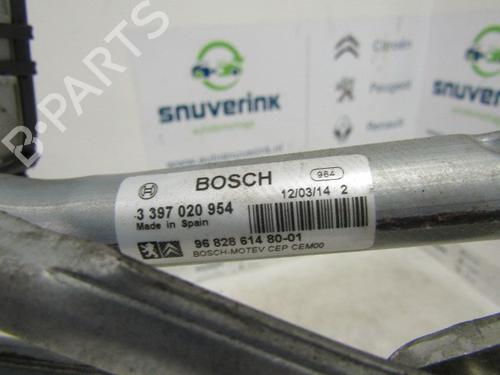 B-PARTS
snuverink
autodemontage
Citroën
Peugeot
Renault
BOSCH
984
3 397 020 954
12/03/14 2
Made in Spain
96 828 614 80-01
BOSCH-MOTEV CEP CEM00